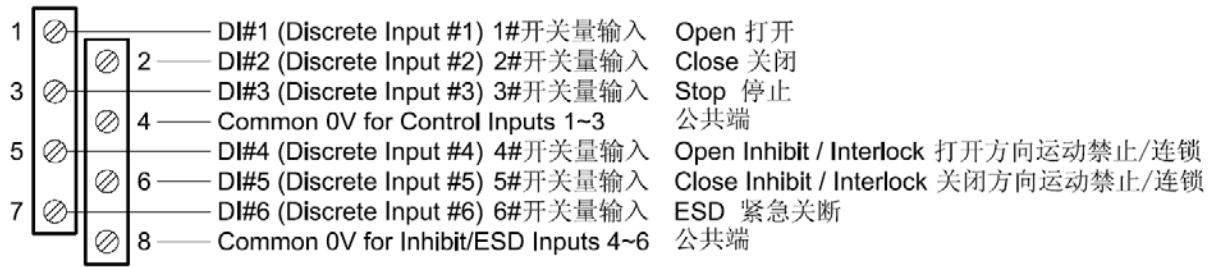 1 DI#1 (Discrete Input #1) 1#开关量输入 Open 打开
2 DI#2 (Discrete Input #2) 2#开关量输入 Close 关闭
3 DI#3 (Discrete Input #3) 3#开关量输入 Stop 停止
4 Common 0V for Control Inputs 1~3 公共端
5 DI#4 (Discrete Input #4) 4#开关量输入 Open Inhibit / Interlock 打开方向运动禁止/连锁
6 DI#5 (Discrete Input #5) 5#开关量输入 Close Inhibit / Interlock 关闭方向运动禁止/连锁
7 DI#6 (Discrete Input #6) 6#开关量输入 ESD 紧急关断
8 Common 0V for Inhibit/ESD Inputs 4~6 公共端